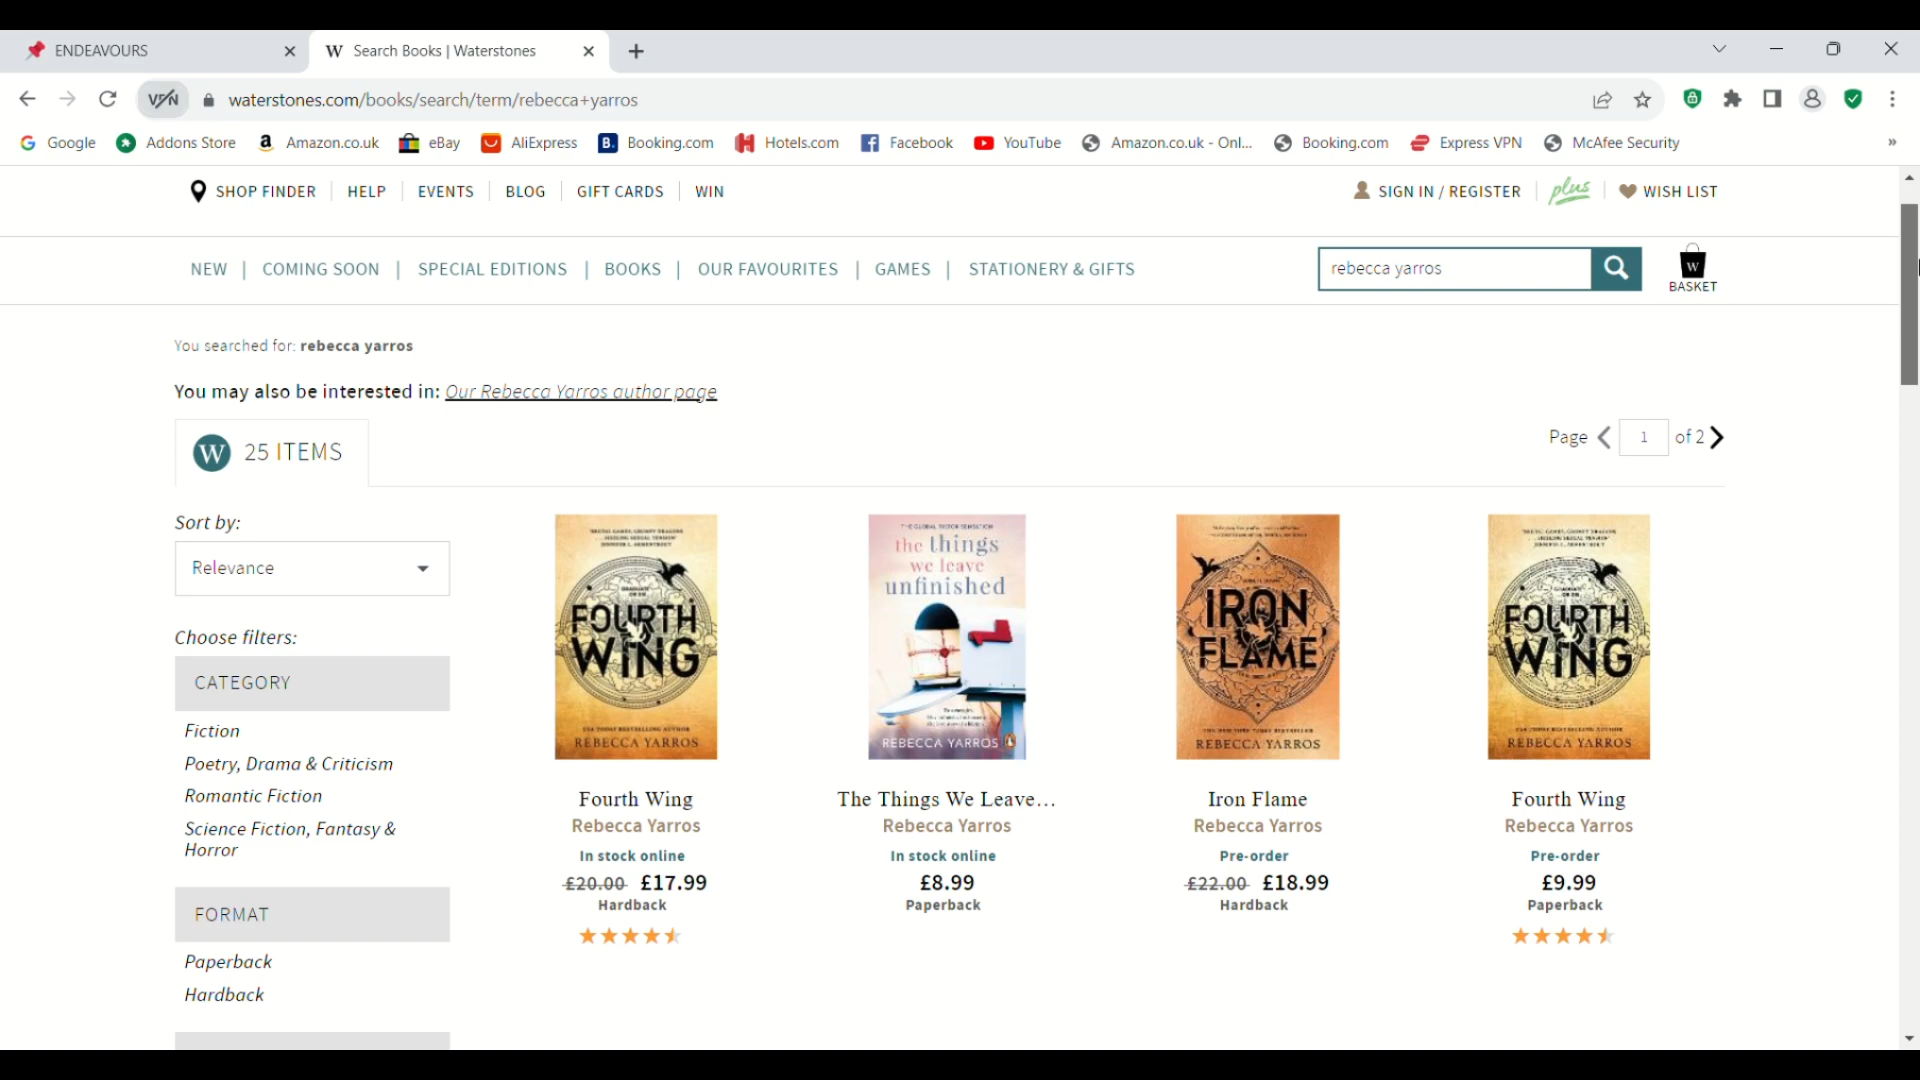 ENDEAVOURS
W Search Books | Waterstones
VPN
waterstones.com/books/search/term/rebecca+yarros
Google
Addons Store
Amazon.co.uk
eBay
AliExpress
B. Booking.com
Hotels.com
Facebook
YouTube
Amazon.co.uk - Onl...
Booking.com
Express VPN
McAfee Security
»
SHOP FINDER
HELP
EVENTS
BLOG
GIFT CARDS
WIN
SIGN IN / REGISTER
plus
WISH LIST
NEW | COMING SOON | SPECIAL EDITIONS | BOOKS | OUR FAVOURITES | GAMES | STATIONERY & GIFTS
rebecca yarros
W
BASKET
You searched for: rebecca yarros
You may also be interested in: Our Rebecca Yarros author page
W 25 ITEMS
Page 1 of 2
Sort by:
Relevance
Choose filters:
CATEGORY
Fiction
Poetry, Drama & Criticism
Romantic Fiction
Science Fiction, Fantasy &
Horror
FORMAT
Paperback
Hardback
FOURTH
WING
REBECCA YARROS
Fourth Wing
Rebecca Yarros
In stock online
£20.00 £17.99
Hardback
the things
we leave
unfinished
REBECCA YARROS
The Things We Leave...
Rebecca Yarros
In stock online
£8.99
Paperback
IRON
FLAME
REBECCA YARROS
Iron Flame
Rebecca Yarros
Pre-order
£22.00 £18.99
Hardback
FOURTH
WING
REBECCA YARROS
Fourth Wing
Rebecca Yarros
Pre-order
£9.99
Paperback